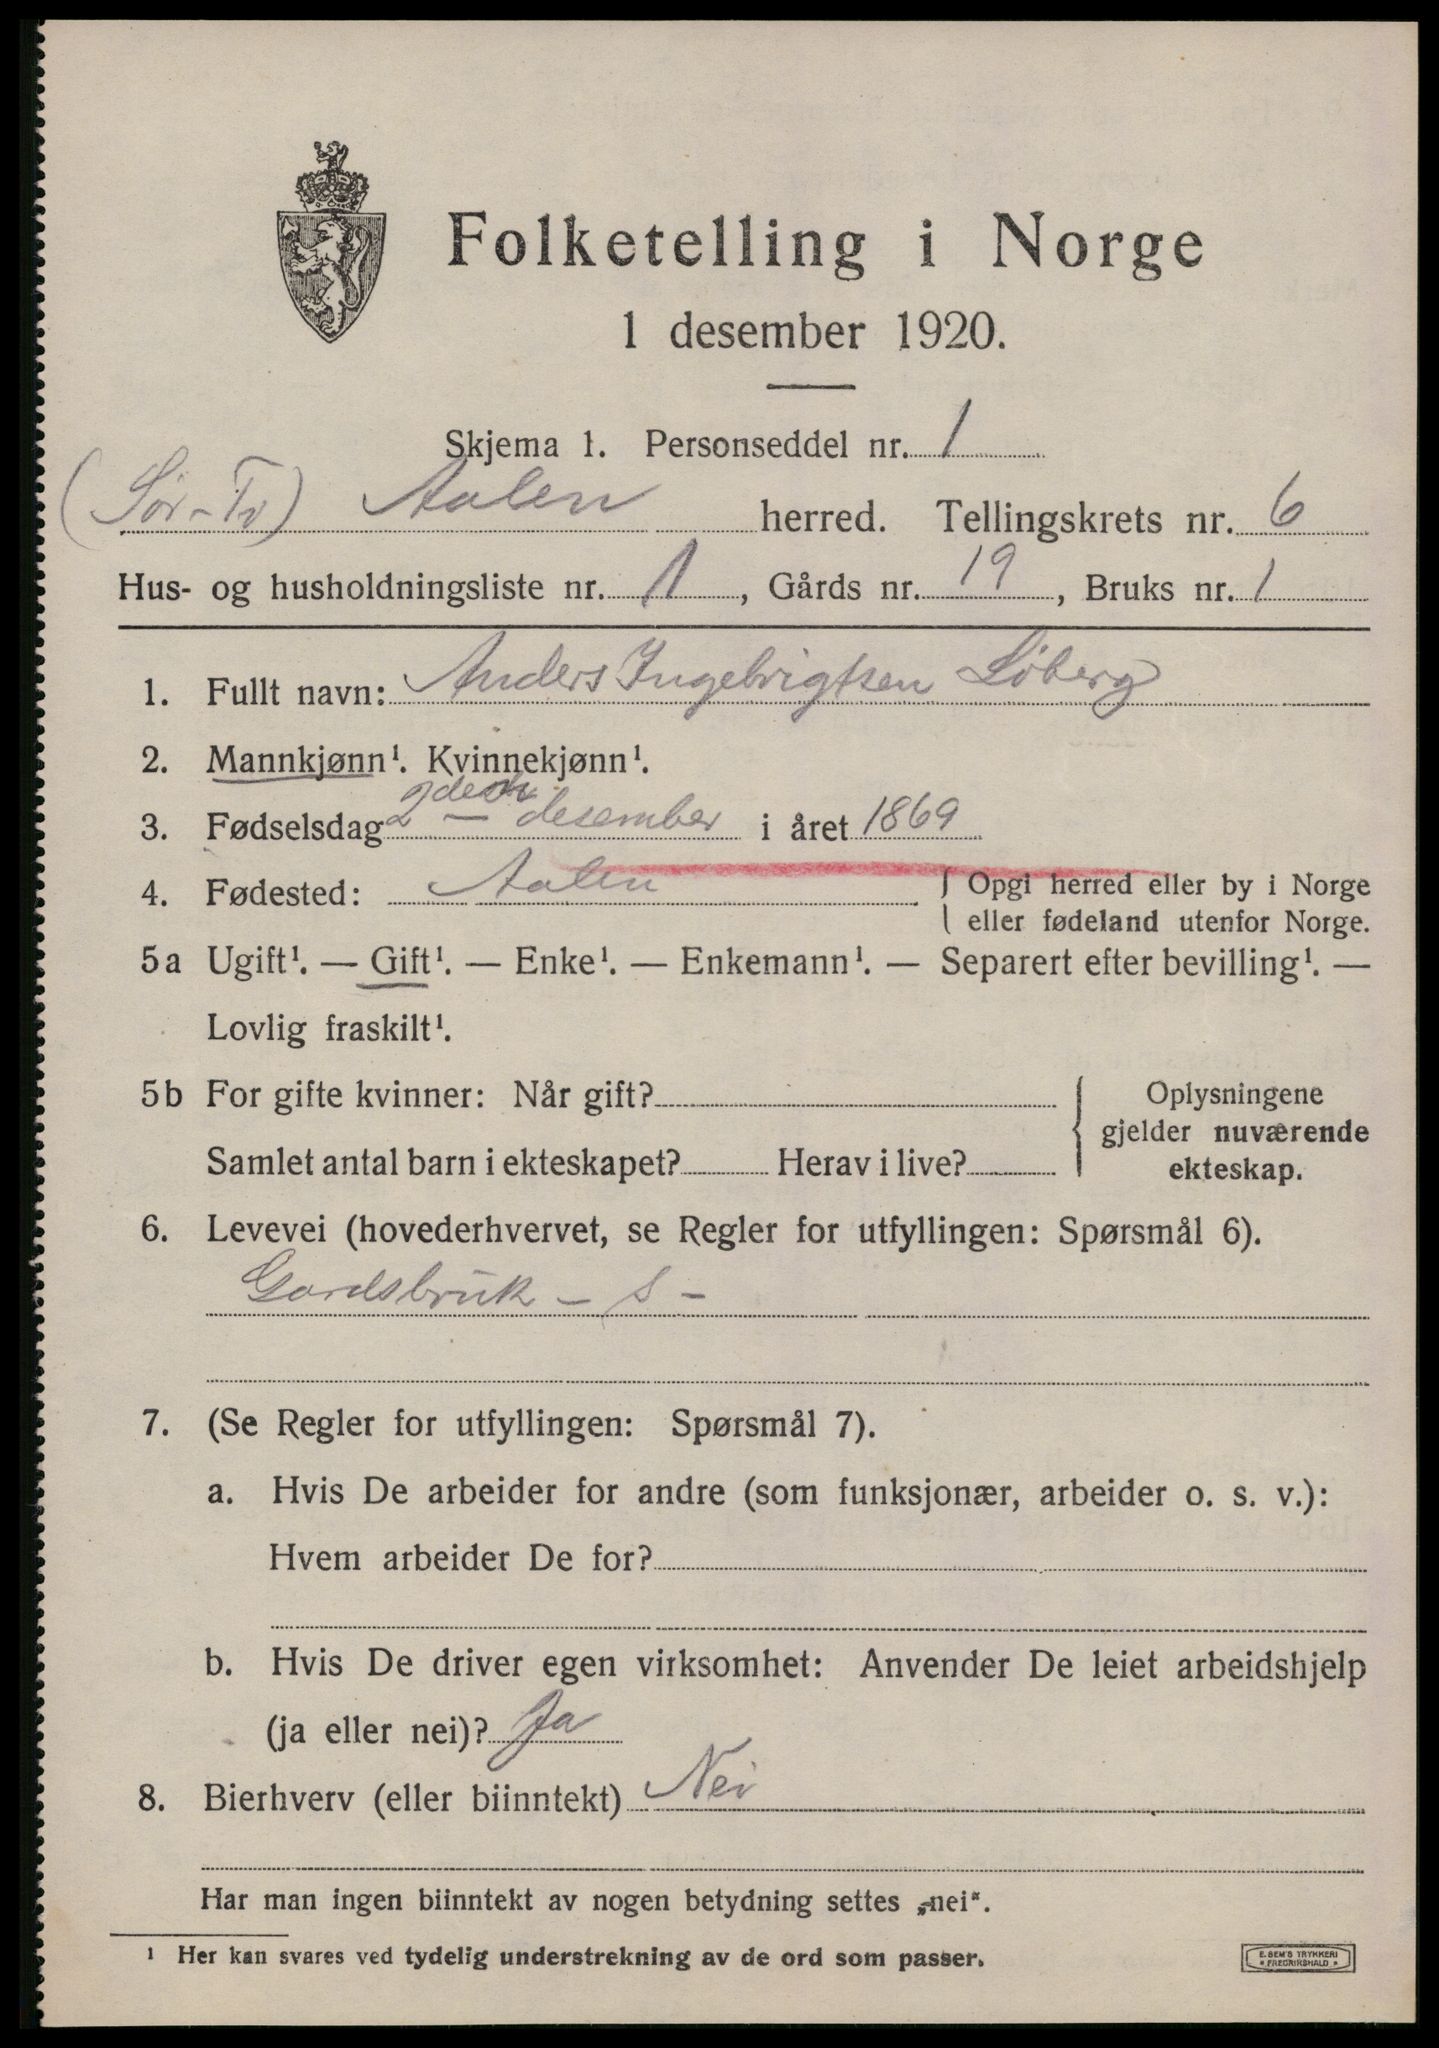 Folketelling i Norge
1 desember 1920.
Skjema 1. Personseddel nr. 1
(Sør-Tr) Aalen herred. Tellingskrets nr. 6
Hus- og husholdningsliste nr. 1, Gårds nr. 19, Bruks nr. 1
1. Fullt navn: Anders Ingebrigtsen Løberg
2. Mannkjønn¹. Kvinnekjønn¹.
3. Fødselsdag 2den desember i året 1869
4. Fødested: Aalen { Opgi herred eller by i Norge
eller fødeland utenfor Norge.
5a Ugift¹. — Gift¹. — Enke¹. — Enkemann¹. — Separert efter bevilling¹. —
Lovlig fraskilt¹.
5b For gifte kvinner: Når gift?
Samlet antal barn i ekteskapet? Herav i live?
{ Oplysningene
gjelder nuværende
ekteskap.
6. Levevei (hovederhvervet, se Regler for utfyllingen: Spørsmål 6).
Gardsbruk - S -
7. (Se Regler for utfyllingen: Spørsmål 7).
a. Hvis De arbeider for andre (som funksjonær, arbeider o. s. v.):
Hvem arbeider De for?
b. Hvis De driver egen virksomhet: Anvender De leiet arbeidshjelp
(ja eller nei)? Ja
8. Bierhverv (eller biinntekt) Nei
Har man ingen biinntekt av nogen betydning settes „nei".
¹ Her kan svares ved tydelig understrekning av de ord som passer.
E. SEM'S TRYKKERI
• FREDRIKSHALD •